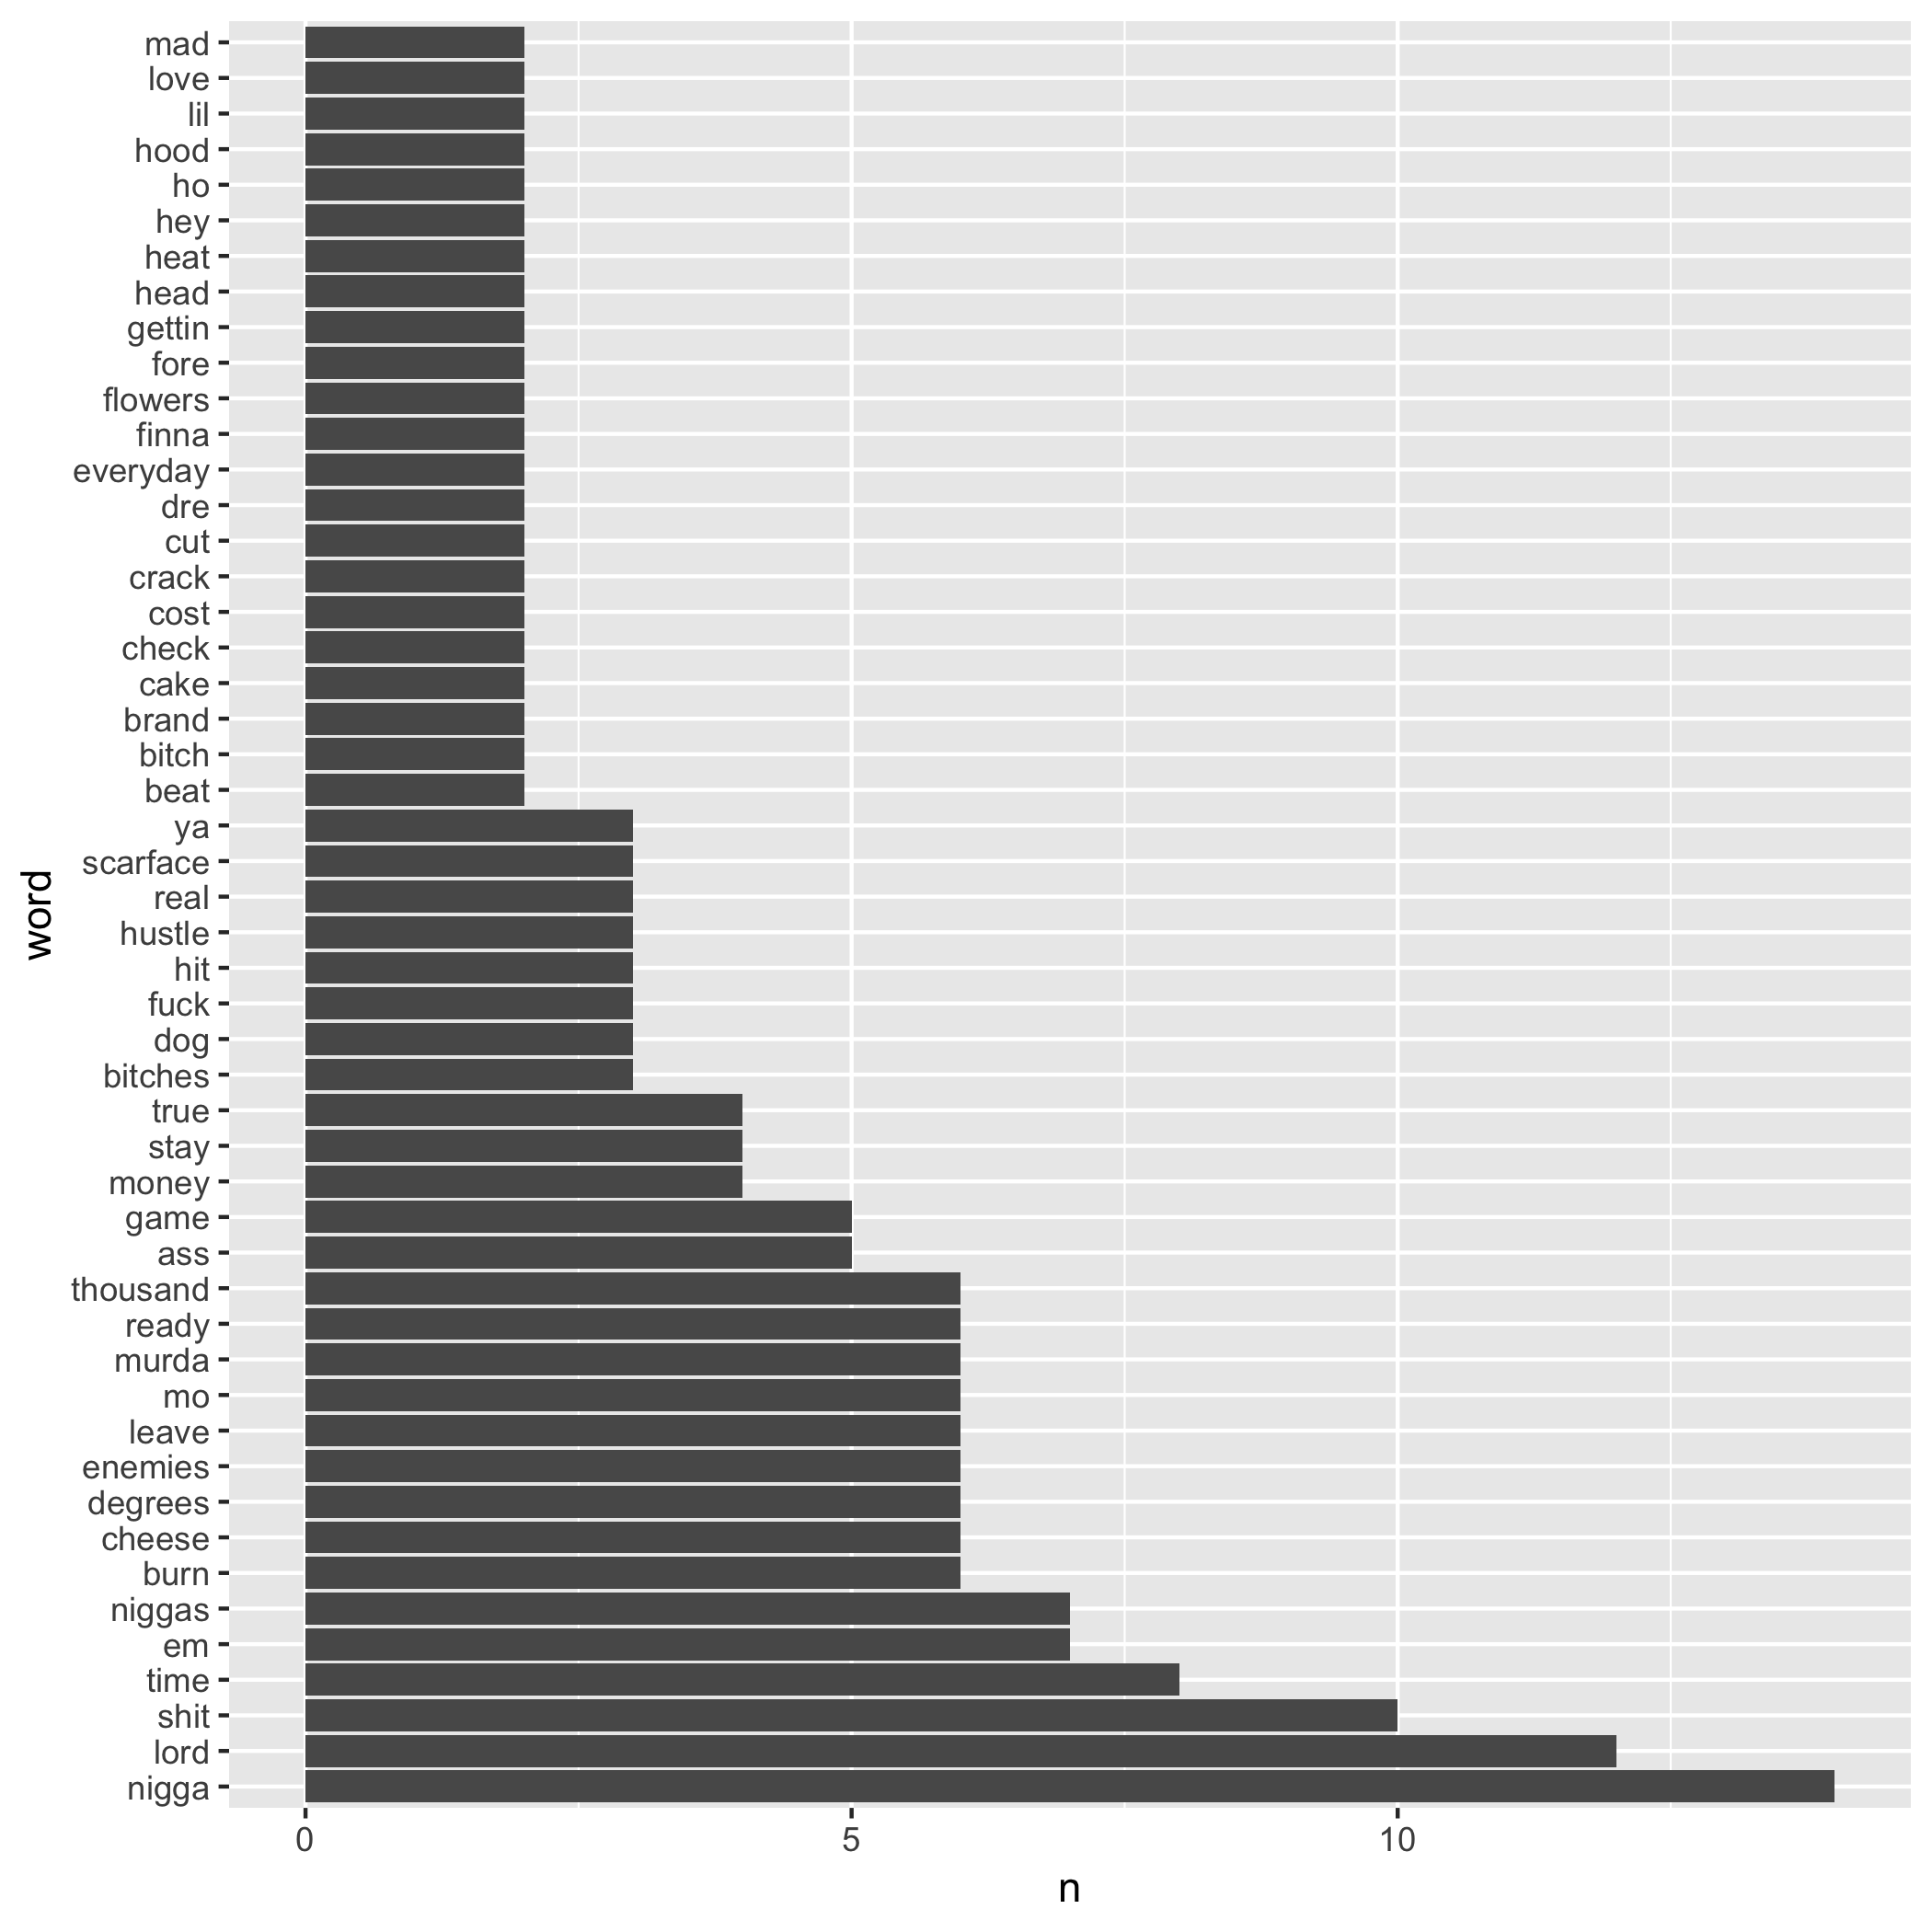 mad
love
lil
hood
ho
hey
heat
head
gettin
fore
flowers
finna
everyday
dre
cut
crack
cost
check
cake
brand
bitch
beat
ya
scarface
real
hustle
hit
fuck
dog
bitches
true
stay
money
game
ass
thousand
ready
murda
mo
leave
enemies
degrees
cheese
burn
niggas
em
time
shit
lord
nigga
word
0 5 10
n